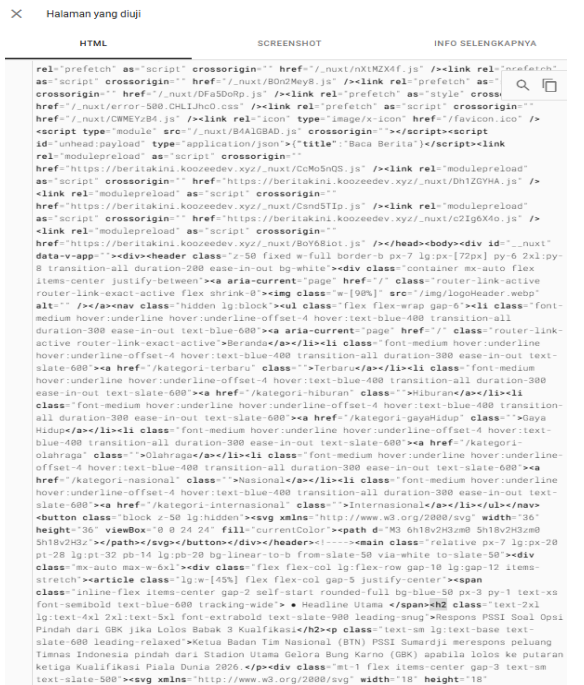 Halaman yang diuji
HTML
SCREENSHOT
INFO SELENGKAPNYA
rel="prefetch" as="script" crossorigin="" href="/_nuxt/nXtMZX4f.js" /><link rel="prefetch"
as="script" crossorigin="" href="/_nuxt/BOn2Mey8.js" /><link rel="prefetch" as="
crossorigin="" href="/_nuxt/DFa5DoRp.js" /><link rel="prefetch" as="style" cross
href="/_nuxt/error-500.CHLIJhcO.css" /><link rel="prefetch" as="script" crossorigin=""
href="/_nuxt/CWMEYzB4.js" /><link rel="icon" type="image/x-icon" href="/favicon.ico" />
<script type="module" src="/_nuxt/B4ALGBAD.js" crossorigin=""></script><script
id="unhead:payload" type="application/json">{"title":"Baca Berita"}</script><link
rel="modulepreload" as="script" crossorigin=""
href="https://beritakini.koozeedev.xyz/_nuxt/CcMo5nQS.js" /><link rel="modulepreload"
as="script" crossorigin="" href="https://beritakini.koozeedev.xyz/_nuxt/Dh1ZGYHA.js" />
<link rel="modulepreload" as="script" crossorigin=""
href="https://beritakini.koozeedev.xyz/_nuxt/Csnd5TIp.js" /><link rel="modulepreload"
as="script" crossorigin="" href="https://beritakini.koozeedev.xyz/_nuxt/c2Ig6X4o.js" />
<link rel="modulepreload" as="script" crossorigin=""
href="https://beritakini.koozeedev.xyz/_nuxt/BoY68iot.js" /></head><body><div id="__nuxt"
data-v-app=""><div><header class="z-50 fixed w-full border-b px-7 lg:px-[72px] py-6 2xl:py-
8 transition-all duration-200 ease-in-out bg-white"><div class="container mx-auto flex
items-center justify-between"><a aria-current="page" href="/" class="router-link-active
router-link-exact-active flex shrink-0"><img class="w-[90%]" src="/img/logoHeader.webp"
alt="" /></a><nav class="hidden lg:block"><ul class="flex flex-wrap gap-6"><li class="font-
medium hover:underline hover:underline-offset-4 hover:text-blue-400 transition-all
duration-300 ease-in-out text-blue-600"><a aria-current="page" href="/" class="router-link-
active router-link-exact-active">Beranda</a></li><li class="font-medium hover:underline
hover:underline-offset-4 hover:text-blue-400 transition-all duration-300 ease-in-out text-
slate-600"><a href="/kategori-terbaru" class="">Terbaru</a></li><li class="font-medium
hover:underline hover:underline-offset-4 hover:text-blue-400 transition-all duration-300
ease-in-out text-slate-600"><a href="/kategori-hiburan" class="">Hiburan</a></li><li
class="font-medium hover:underline hover:underline-offset-4 hover:text-blue-400 transition-
all duration-300 ease-in-out text-slate-600"><a href="/kategori-gayaHidup" class="">Gaya
Hidup</a></li><li class="font-medium hover:underline hover:underline-offset-4 hover:text-
blue-400 transition-all duration-300 ease-in-out text-slate-600"><a href="/kategori-
olahraga" class="">Olahraga</a></li><li class="font-medium hover:underline hover:underline-
offset-4 hover:text-blue-400 transition-all duration-300 ease-in-out text-slate-600"><a
href="/kategori-nasional" class="">Nasional</a></li><li class="font-medium hover:underline
hover:underline-offset-4 hover:text-blue-400 transition-all duration-300 ease-in-out text-
slate-600"><a href="/kategori-internasional" class="">Internasional</a></li></ul></nav>
<button class="block z-50 lg:hidden"><svg xmlns="http://www.w3.org/2000/svg" width="36"
height="36" viewBox="0 0 24 24" fill="currentColor"><path d="M3 6h18v2H3zm0 5h18v2H3zm0
5h18v2H3z"></path></svg></button></div></header><!----><main class="relative px-7 lg:px-20
pt-28 lg:pt-32 pb-14 lg:pb-20 bg-linear-to-b from-slate-50 via-white to-slate-50"><div
class="mx-auto max-w-6xl"><div class="flex flex-col lg:flex-row gap-10 lg:gap-12 items-
stretch"><article class="lg:w-[45%] flex flex-col gap-5 justify-center"><span
class="inline-flex items-center gap-2 self-start rounded-full bg-blue-50 px-3 py-1 text-xs
font-semibold text-blue-600 tracking-wide"> ● Headline Utama </span><h2 class="text-2xl
lg:text-4xl 2xl:text-5xl font-extrabold text-slate-900 leading-snug">Respons PSSI Soal Opsi
Pindah dari GBK jika Lolos Babak 3 Kualifikasi</h2><p class="text-sm lg:text-base text-
slate-600 leading-relaxed">Ketua Badan Tim Nasional (BTN) PSSI Sumardji merespons peluang
Timnas Indonesia pindah dari Stadion Utama Gelora Bung Karno (GBK) apabila lolos ke putaran
ketiga Kualifikasi Piala Dunia 2026.</p><div class="mt-1 flex items-center gap-3 text-sm
text-slate-500"><svg xmlns="http://www.w3.org/2000/svg" width="18" height="18"